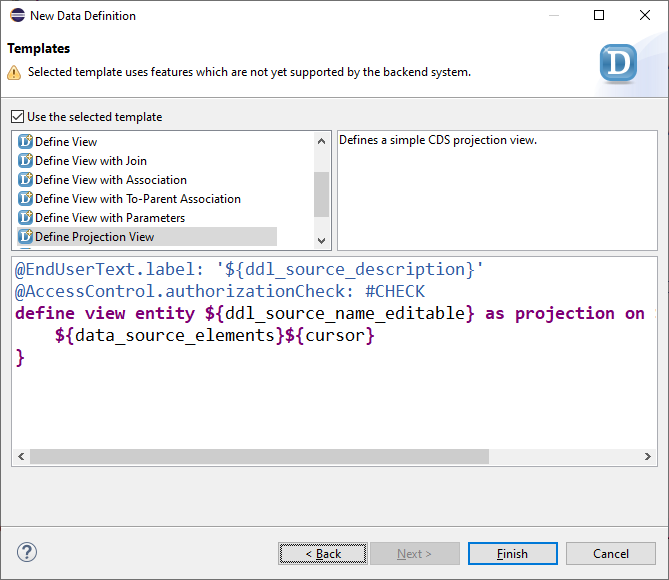 New Data Definition
Templates
Selected template uses features which are not yet supported by the backend system.
D
Use the selected template
Define View
Define View with Join
Define View with Association
Define View with To-Parent Association
Define View with Parameters
Define Projection View
Defines a simple CDS projection view.
@EndUserText.label: '${ddl_source_description}'
@AccessControl.authorizationCheck: #CHECK
define view entity ${ddl_source_name_editable} as projection on
${data_source_elements}${cursor}
}
< Back
Next >
Finish
Cancel